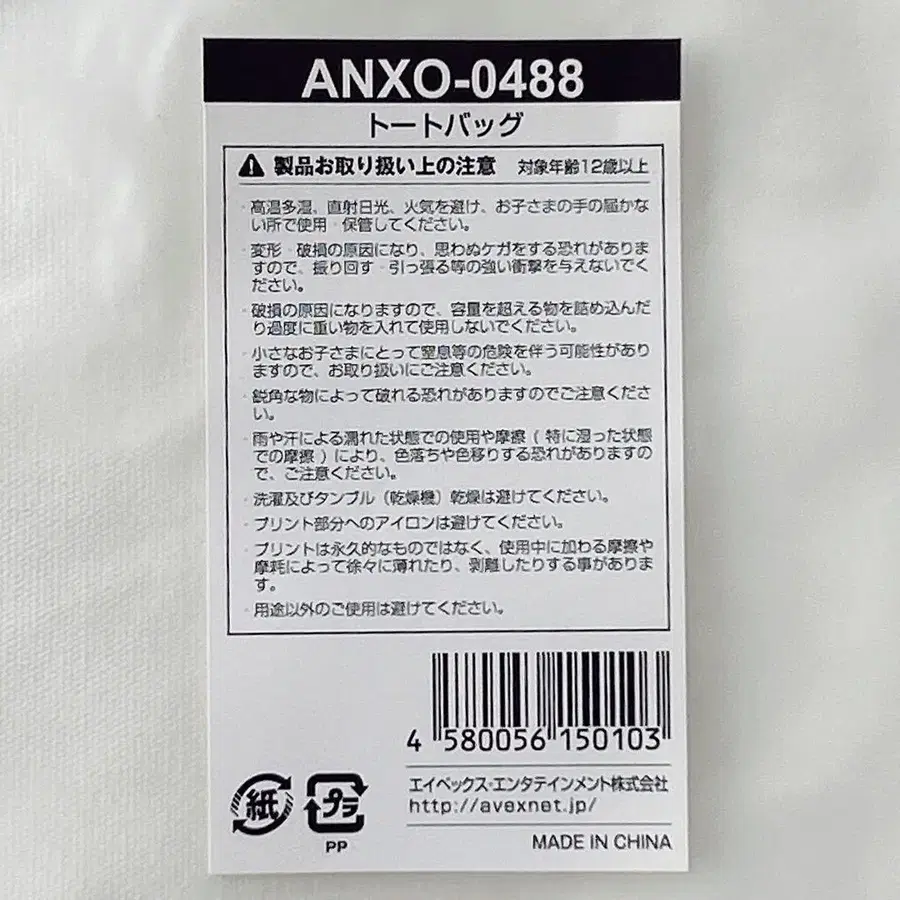 ANXO-0488
トートバッグ
製品お取り扱い上の注意 対象年齢12歳以上
・高温多湿、直射日光、火気を避け、お子さまの手の届かな
い所で使用・保管してください。
・変形・破損の原因になり、思わぬケガをする恐れがありま
すので、振り回す・引っ張る等の強い衝撃を与えないでく
ださい。
・破損の原因になりますので、容量を超える物を詰め込んだ
り過度に重い物を入れて使用しないでください。
・小さなお子さまにとって窒息等の危険を伴う可能性があり
ますので、お取り扱いにご注意ください。
・鋭角な物によって破れる恐れがありますのでご注意くださ
い。
・雨や汗による濡れた状態での使用や摩擦(特に湿った状態
での摩擦)により、色落ちや色移りする恐れがありますの
で、ご注意ください。
・洗濯及びタンブル(乾燥機)乾燥は避けてください。
・プリント部分へのアイロンは避けてください。
・プリントは永久的なものではなく、使用中に加わる摩擦や
摩耗によって徐々に薄れたり、剥離したりする事がありま
す。
・用途以外のご使用は避けてください。
4 580056 150103
エイベックス・エンタテインメント株式会社
http://avexnet.jp/
紙 プラ
PP
MADE IN CHINA